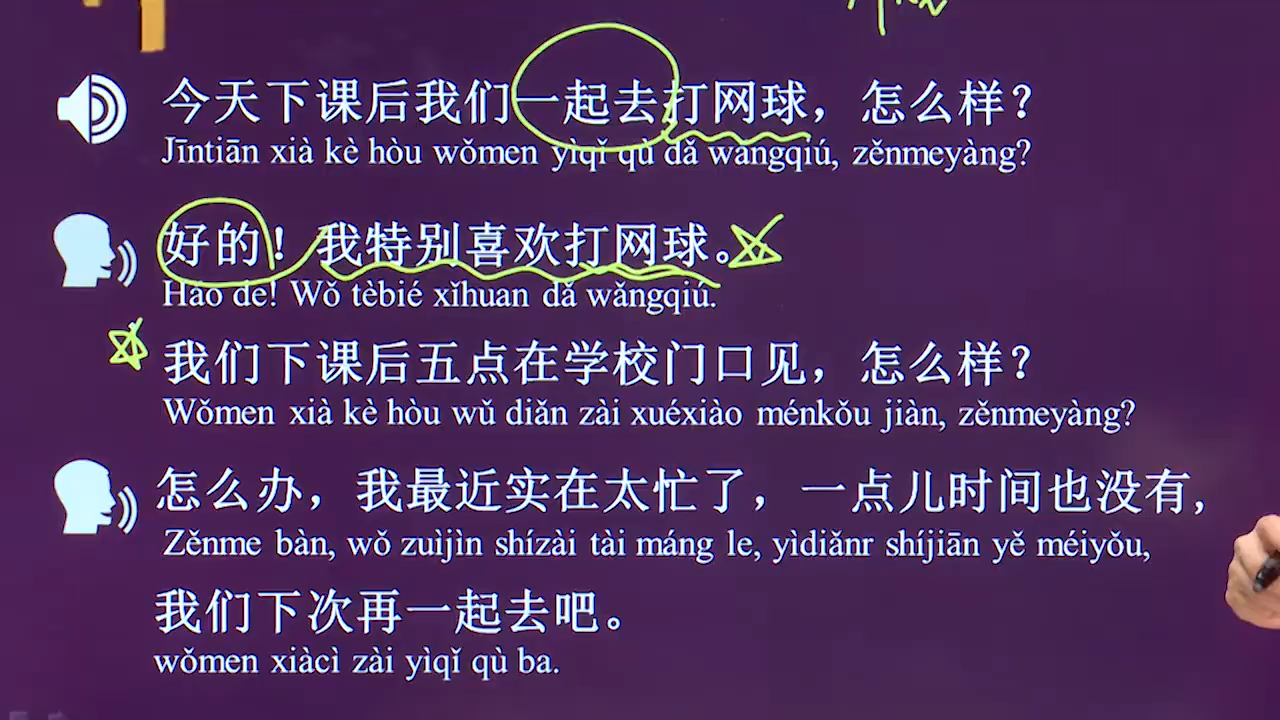 今天下课后我们一起去打网球，怎么样？
Jīntiān xià kè hòu wǒmen yìqǐ qù dǎ wǎngqiú, zěnmeyàng?
好的！我特别喜欢打网球。
Hǎo de! Wǒ tèbié xǐhuan dǎ wǎngqiú.
我们下课后五点在学校门口见，怎么样？
Wǒmen xià kè hòu wǔ diǎn zài xuéxiào ménkǒu jiàn, zěnmeyàng?
怎么办，我最近实在太忙了，一点儿时间也没有，
Zěnme bàn, wǒ zuìjìn shízài tài máng le, yìdiǎnr shíjiān yě méiyǒu,
我们下次再一起去吧。
wǒmen xiàcì zài yìqǐ qù ba.